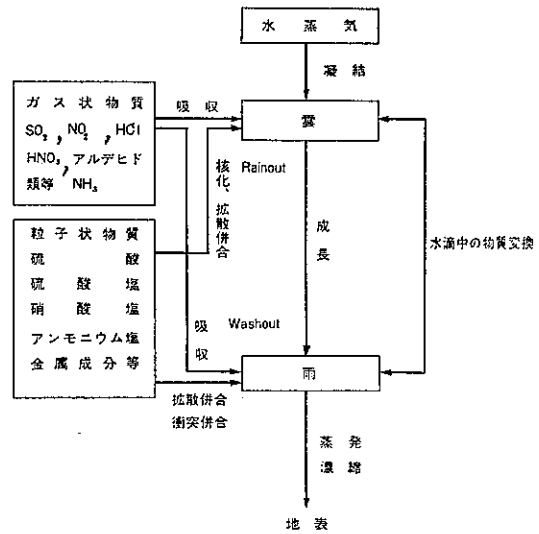 水蒸気
凝結
ガス状物質
SO₂, NO₂, HCl
HNO₃, アルデヒド
類等 NH₃
吸収
雲
核化、拡散併合
Rainout
成長
水滴中の物質変換
粒子状物質
硫酸
硫酸塩
硝酸塩
アンモニウム塩
金属成分等
吸収
Washout
雨
拡散併合
衝突併合
蒸発
濃縮
地表